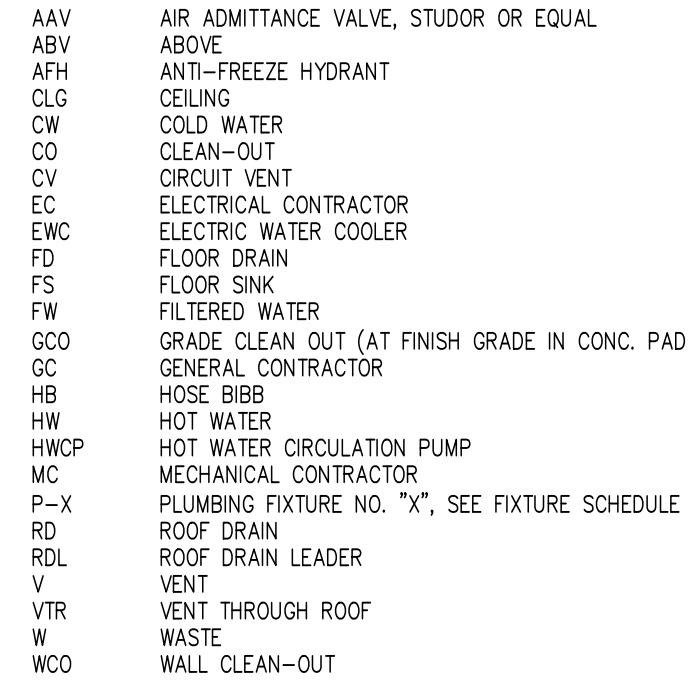 AAV AIR ADMITTANCE VALVE, STUDOR OR EQUAL
ABV ABOVE
AFH ANTI-FREEZE HYDRANT
CLG CEILING
CW COLD WATER
CO CLEAN-OUT
CV CIRCUIT VENT
EC ELECTRICAL CONTRACTOR
EWC ELECTRIC WATER COOLER
FD FLOOR DRAIN
FS FLOOR SINK
FW FILTERED WATER
GCO GRADE CLEAN OUT (AT FINISH GRADE IN CONC. PAD
GC GENERAL CONTRACTOR
HB HOSE BIBB
HW HOT WATER
HWCP HOT WATER CIRCULATION PUMP
MC MECHANICAL CONTRACTOR
P-X PLUMBING FIXTURE NO. "X", SEE FIXTURE SCHEDULE
RD ROOF DRAIN
RDL ROOF DRAIN LEADER
V VENT
VTR VENT THROUGH ROOF
W WASTE
WCO WALL CLEAN-OUT